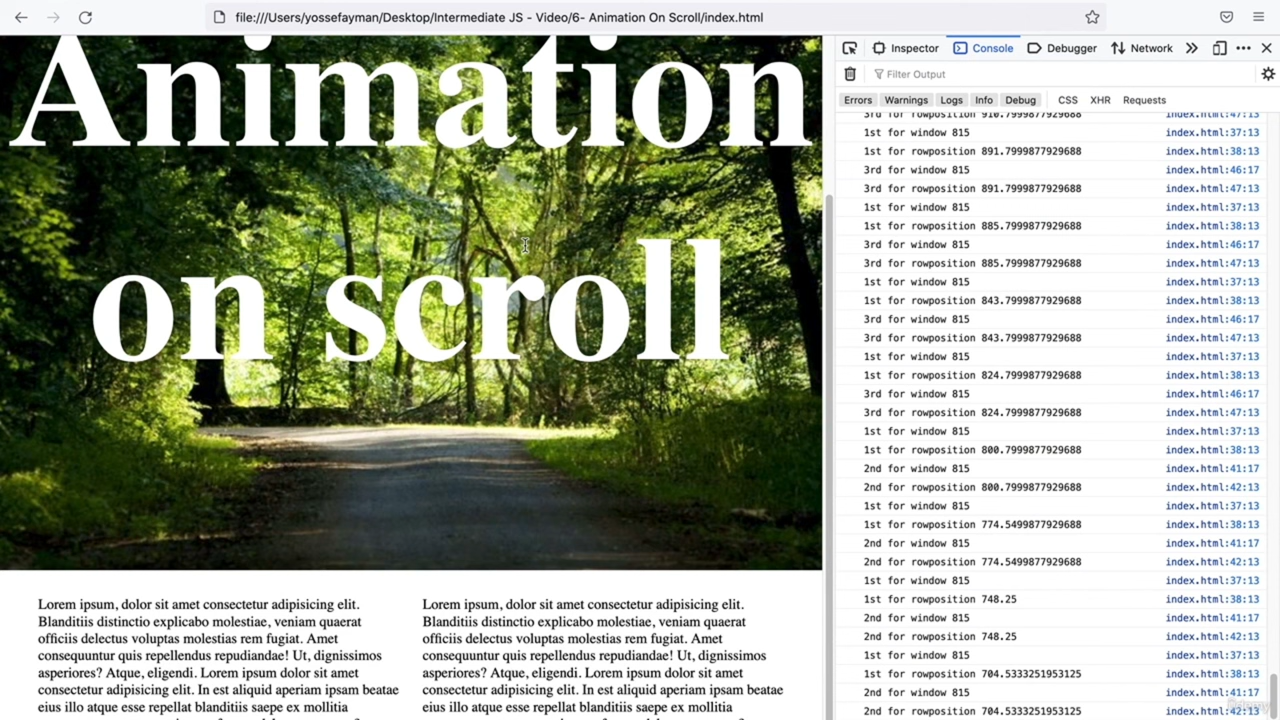 file:///Users/yossefayman/Desktop/Intermediate JS - Video/6- Animation On Scroll/index.html
Animation
on scroll
Lorem ipsum, dolor sit amet consectetur adipisicing elit.
Blanditiis distinctio explicabo molestiae, veniam quaerat
officiis delectus voluptas molestias rem fugiat. Amet
consequuntur quis repellendus repudiandae! Ut, dignissimos
asperiores? Atque, eligendi. Lorem ipsum dolor sit amet
consectetur adipisicing elit. In est aliquid aperiam ipsam beatae
eius illo atque esse repellat blanditiis saepe ex mollitia
Lorem ipsum, dolor sit amet consectetur adipisicing elit.
Blanditiis distinctio explicabo molestiae, veniam quaerat
officiis delectus voluptas molestias rem fugiat. Amet
consequuntur quis repellendus repudiandae! Ut, dignissimos
asperiores? Atque, eligendi. Lorem ipsum dolor sit amet
consectetur adipisicing elit. In est aliquid aperiam ipsam beatae
eius illo atque esse repellat blanditiis saepe ex mollitia
Inspector Console Debugger Network
Filter Output
Errors Warnings Logs Info Debug CSS XHR Requests
3rd for rowposition 910.7999877929688 index.html:47:13
1st for window 815 index.html:37:13
1st for rowposition 891.7999877929688 index.html:38:13
3rd for window 815 index.html:46:17
3rd for rowposition 891.7999877929688 index.html:47:13
1st for window 815 index.html:37:13
1st for rowposition 885.7999877929688 index.html:38:13
3rd for window 815 index.html:46:17
3rd for rowposition 885.7999877929688 index.html:47:13
1st for window 815 index.html:37:13
1st for rowposition 843.7999877929688 index.html:38:13
3rd for window 815 index.html:46:17
3rd for rowposition 843.7999877929688 index.html:47:13
1st for window 815 index.html:37:13
1st for rowposition 824.7999877929688 index.html:38:13
3rd for window 815 index.html:46:17
3rd for rowposition 824.7999877929688 index.html:47:13
1st for window 815 index.html:37:13
1st for rowposition 800.7999877929688 index.html:38:13
2nd for window 815 index.html:41:17
2nd for rowposition 800.7999877929688 index.html:42:13
1st for window 815 index.html:37:13
1st for rowposition 774.5499877929688 index.html:38:13
2nd for window 815 index.html:41:17
2nd for rowposition 774.5499877929688 index.html:42:13
1st for window 815 index.html:37:13
1st for rowposition 748.25 index.html:38:13
2nd for window 815 index.html:41:17
2nd for rowposition 748.25 index.html:42:13
1st for window 815 index.html:37:13
1st for rowposition 704.5333251953125 index.html:38:13
2nd for window 815 index.html:41:17
2nd for rowposition 704.5333251953125 index.html:42:13